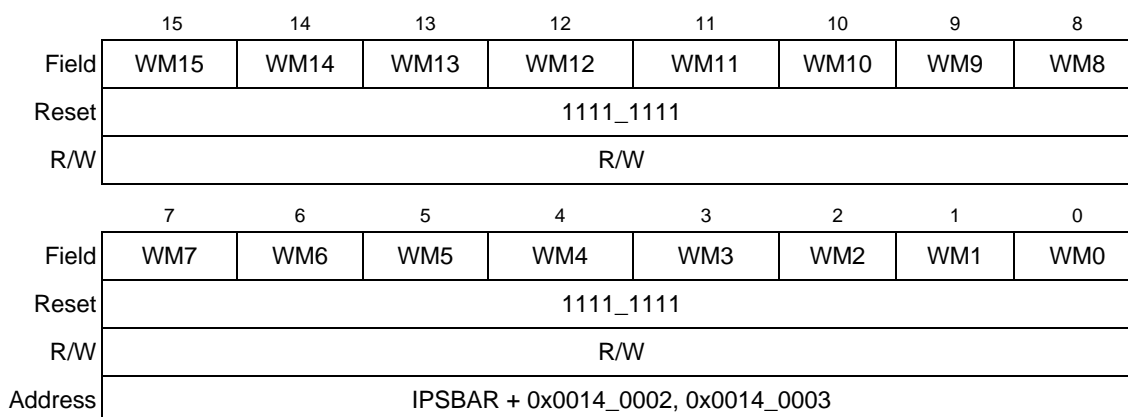 15 14 13 12 11 10 9 8
Field WM15 WM14 WM13 WM12 WM11 WM10 WM9 WM8
Reset 1111_1111
R/W R/W
7 6 5 4 3 2 1 0
Field WM7 WM6 WM5 WM4 WM3 WM2 WM1 WM0
Reset 1111_1111
R/W R/W
Address IPSBAR + 0x0014_0002, 0x0014_0003